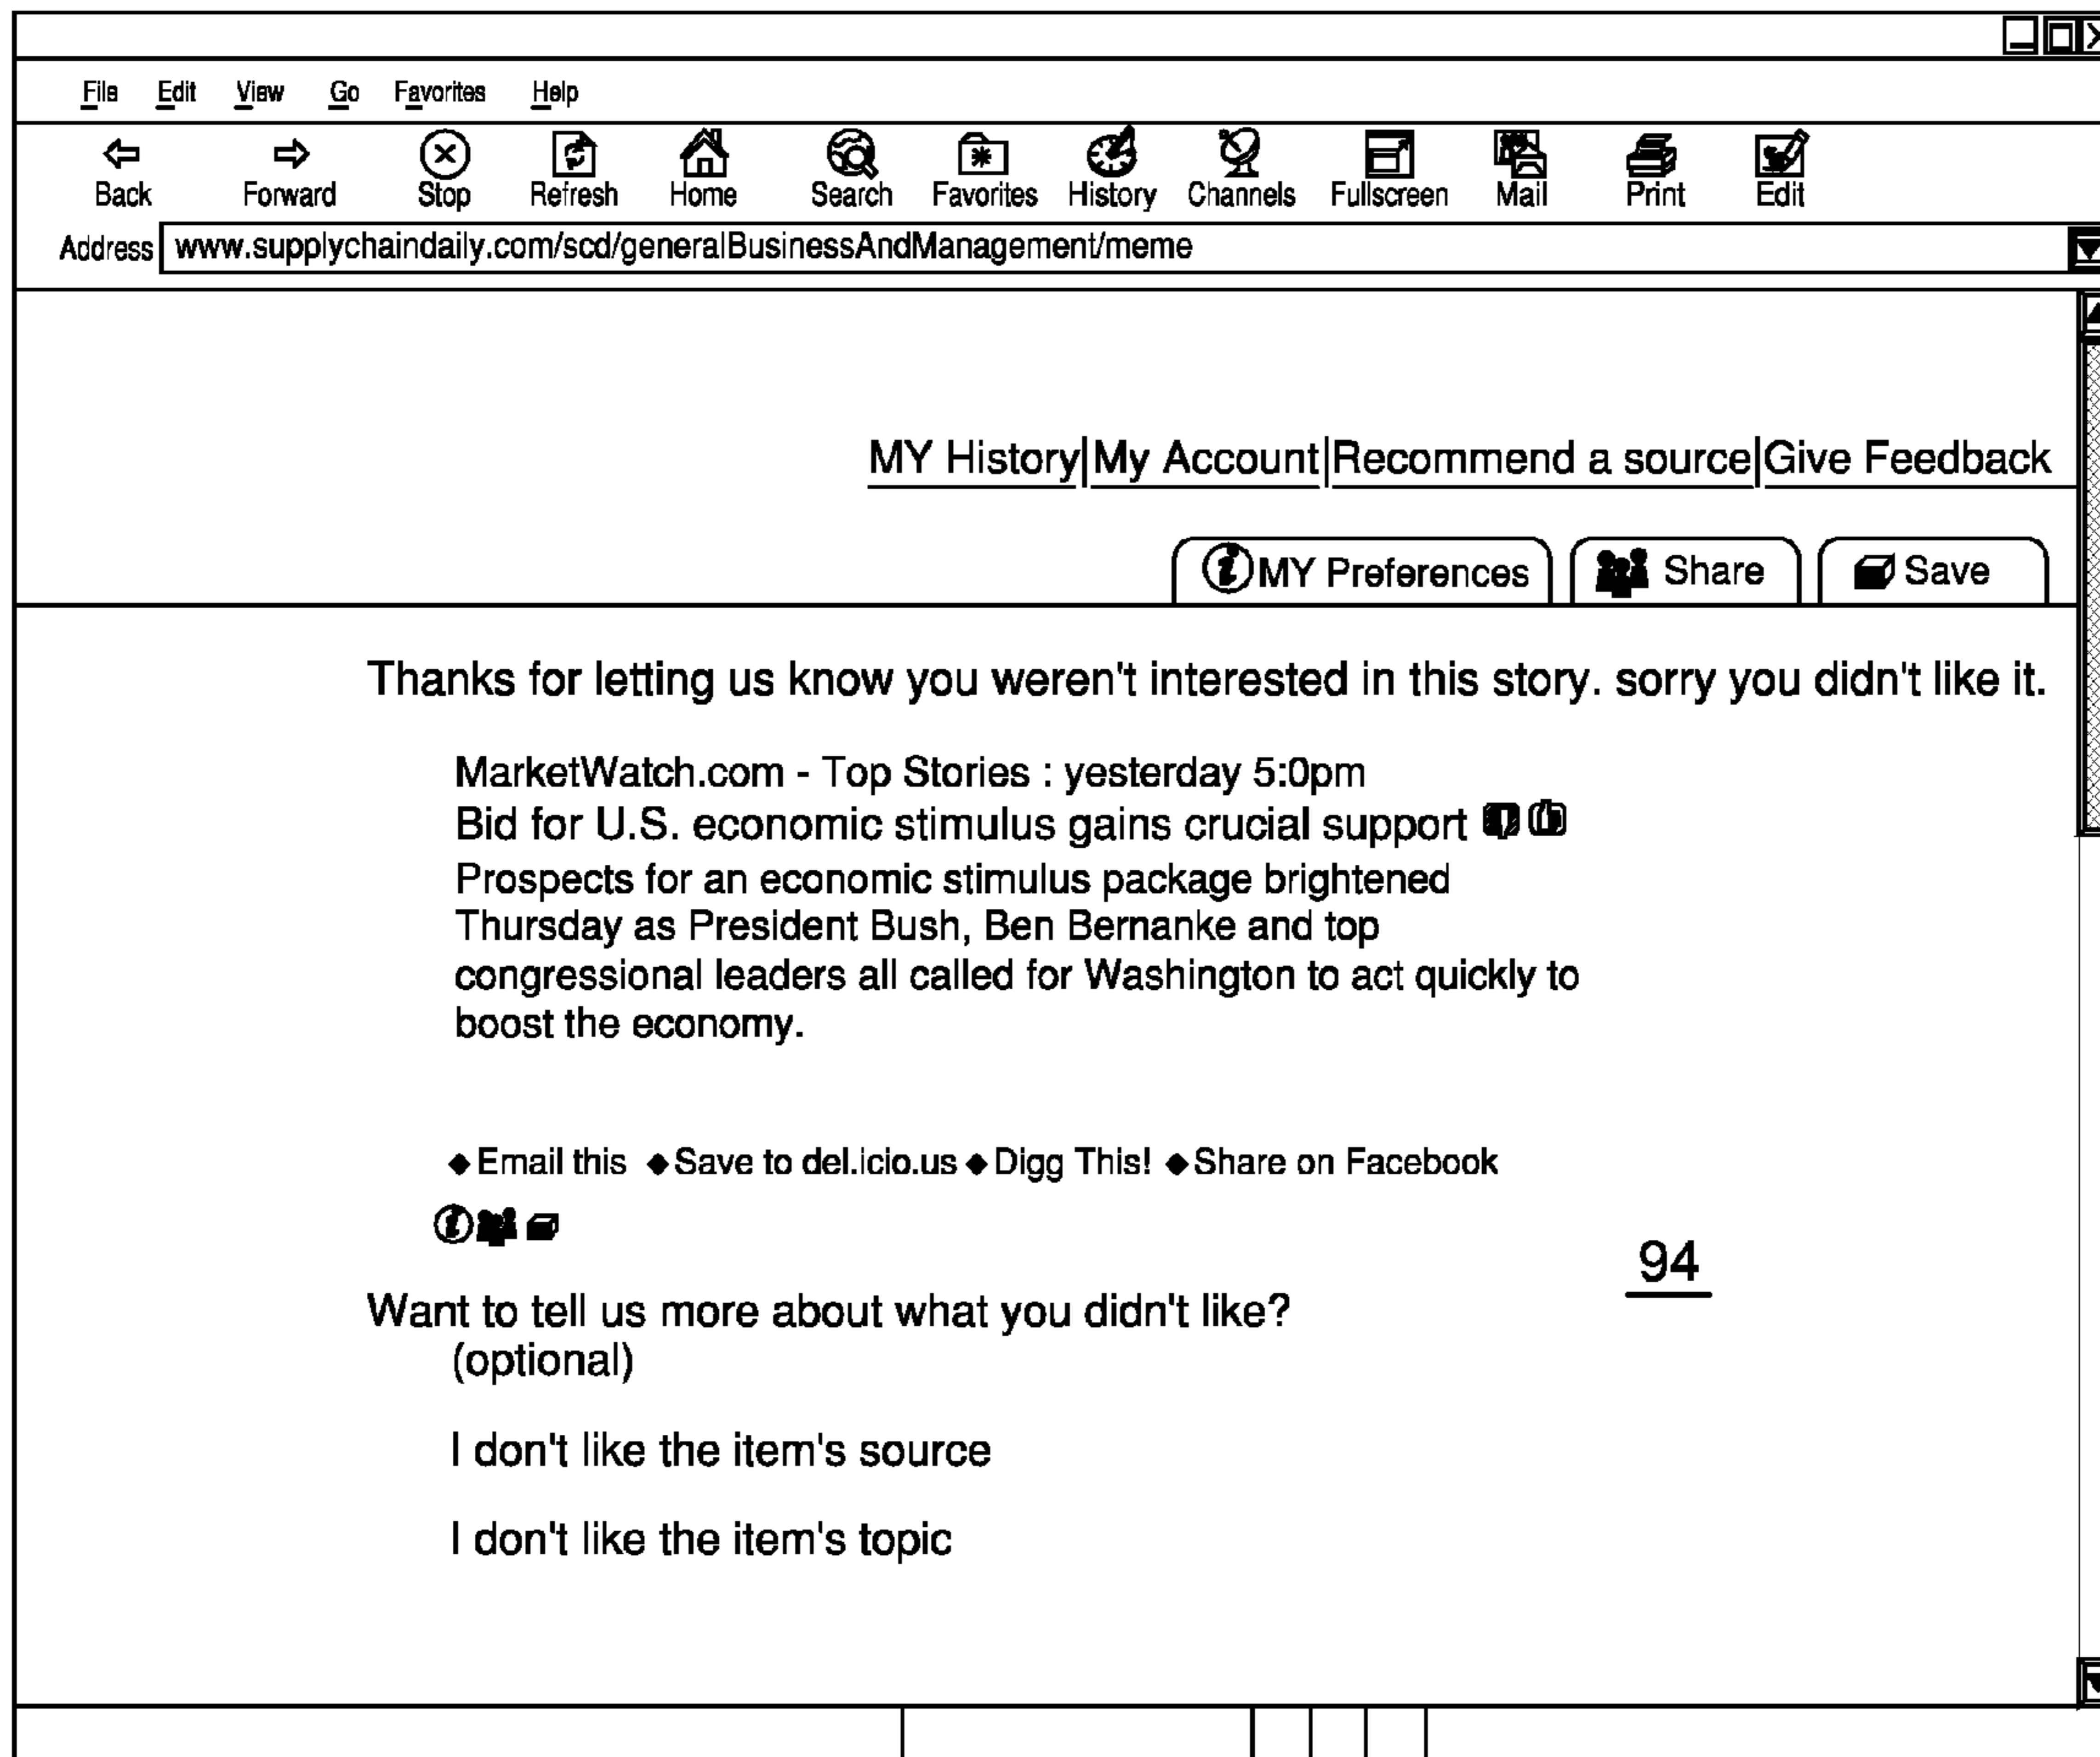 File Edit View Go Favorites Help
Back Forward Stop Refresh Home Search Favorites History Channels Fullscreen Mail Print Edit
Address www.supplychaindaily.com/scd/generalBusinessAndManagement/meme
MY History|My Account|Recommend a source|Give Feedback
MY Preferences Share Save
Thanks for letting us know you weren't interested in this story. sorry you didn't like it.
MarketWatch.com - Top Stories : yesterday 5:0pm
Bid for U.S. economic stimulus gains crucial support
Prospects for an economic stimulus package brightened
Thursday as President Bush, Ben Bernanke and top
congressional leaders all called for Washington to act quickly to
boost the economy.
◆Email this ◆Save to del.icio.us ◆Digg This! ◆Share on Facebook
94
Want to tell us more about what you didn't like?
(optional)
I don't like the item's source
I don't like the item's topic